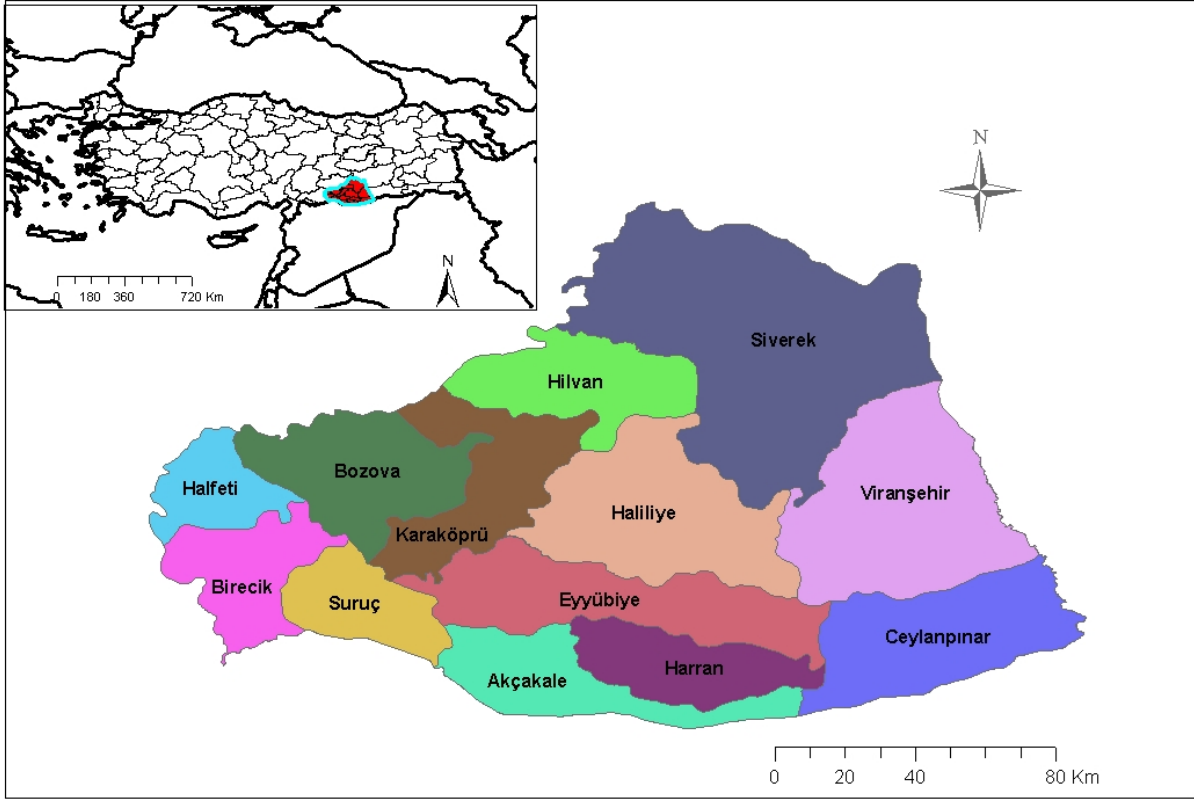 N
0 180 360 720 Km
N
Siverek
Hilvan
Bozova
Halfeti
Viranşehir
Haliliye
Karaköprü
Birecik
Suruç
Eyyübiye
Ceylanpınar
Harran
Akçakale
0 20 40 80 Km